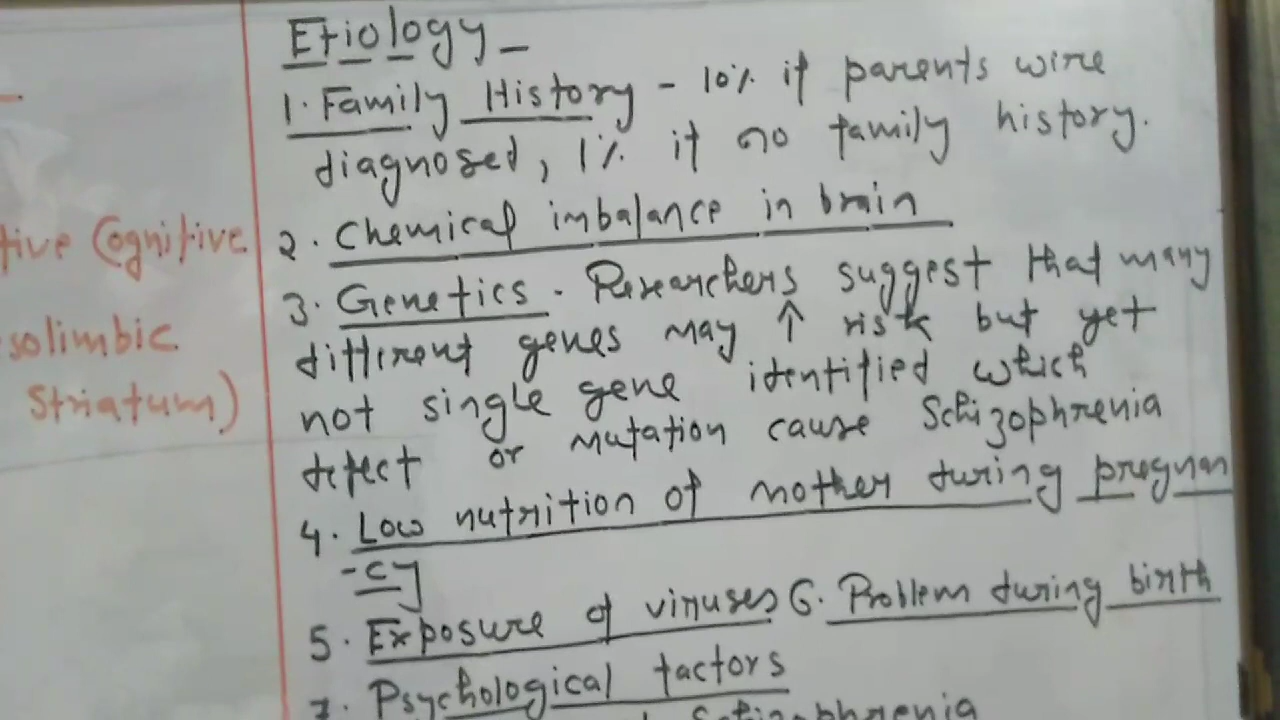 Etiology -
1. Family History - 10% if parents wire
diagnosed, 1% if no family history.
2. Chemical imbalance in brain
3. Genetics - Researchers suggest that many
different genes may ↑ risk but yet
not single gene identified which
defect or mutation cause Schizophrenia
4. Low nutrition of mother during pregnan
-cy
5. Exposure of viruses 6. Problem during birth
7. Psychological factors
Schizophrenia
tive Cognitive
solimbic
Striatum)